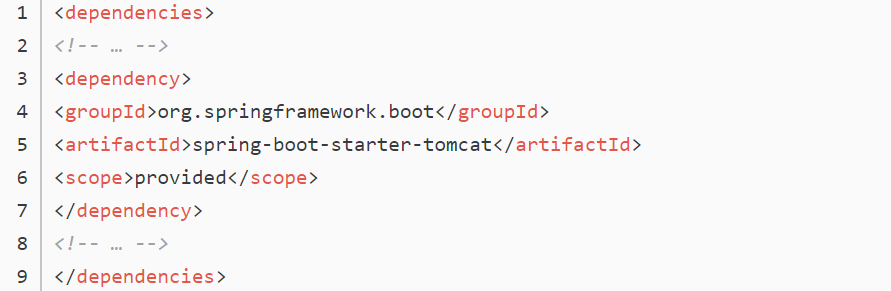 1 <dependencies>
2 <!-- … -->
3 <dependency>
4 <groupId>org.springframework.boot</groupId>
5 <artifactId>spring-boot-starter-tomcat</artifactId>
6 <scope>provided</scope>
7 </dependency>
8 <!-- … -->
9 </dependencies>